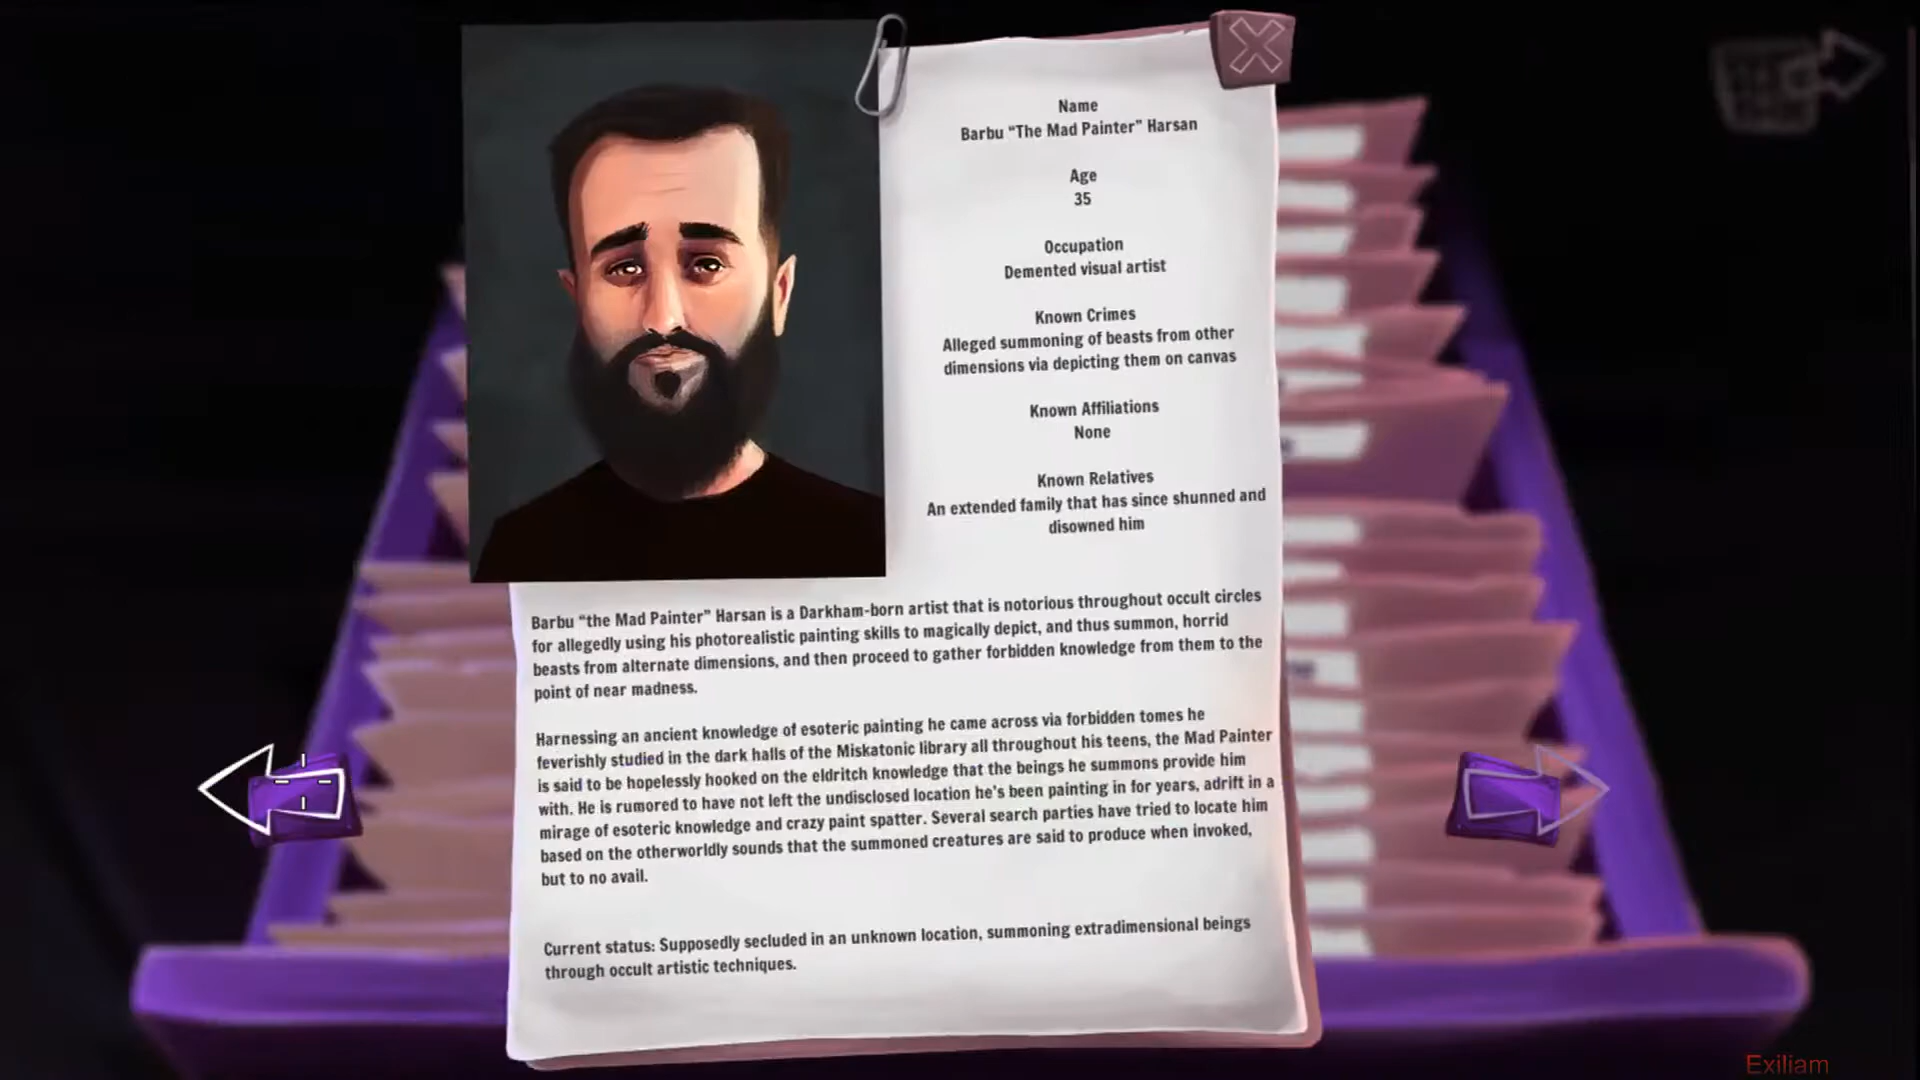 Name
Barbu “The Mad Painter” Harsan
Age
35
Occupation
Demented visual artist
Known Crimes
Alleged summoning of beasts from other
dimensions via depicting them on canvas
Known Affiliations
None
Known Relatives
An extended family that has since shunned and
disowned him
Barbu “the Mad Painter” Harsan is a Darkham-born artist that is notorious throughout occult circles
for allegedly using his photorealistic painting skills to magically depict, and thus summon, horrid
beasts from alternate dimensions, and then proceed to gather forbidden knowledge from them to the
point of near madness.
Harnessing an ancient knowledge of esoteric painting he came across via forbidden tomes he
feverishly studied in the dark halls of the Miskatonic library all throughout his teens, the Mad Painter
is said to be hopelessly hooked on the eldritch knowledge that the beings he summons provide him
with. He is rumored to have not left the undisclosed location he's been painting in for years, adrift in a
mirage of esoteric knowledge and crazy paint spatter. Several search parties have tried to locate him
based on the otherworldly sounds that the summoned creatures are said to produce when invoked,
but to no avail.
Current status: Supposedly secluded in an unknown location, summoning extradimensional beings
through occult artistic techniques.
Exiliam